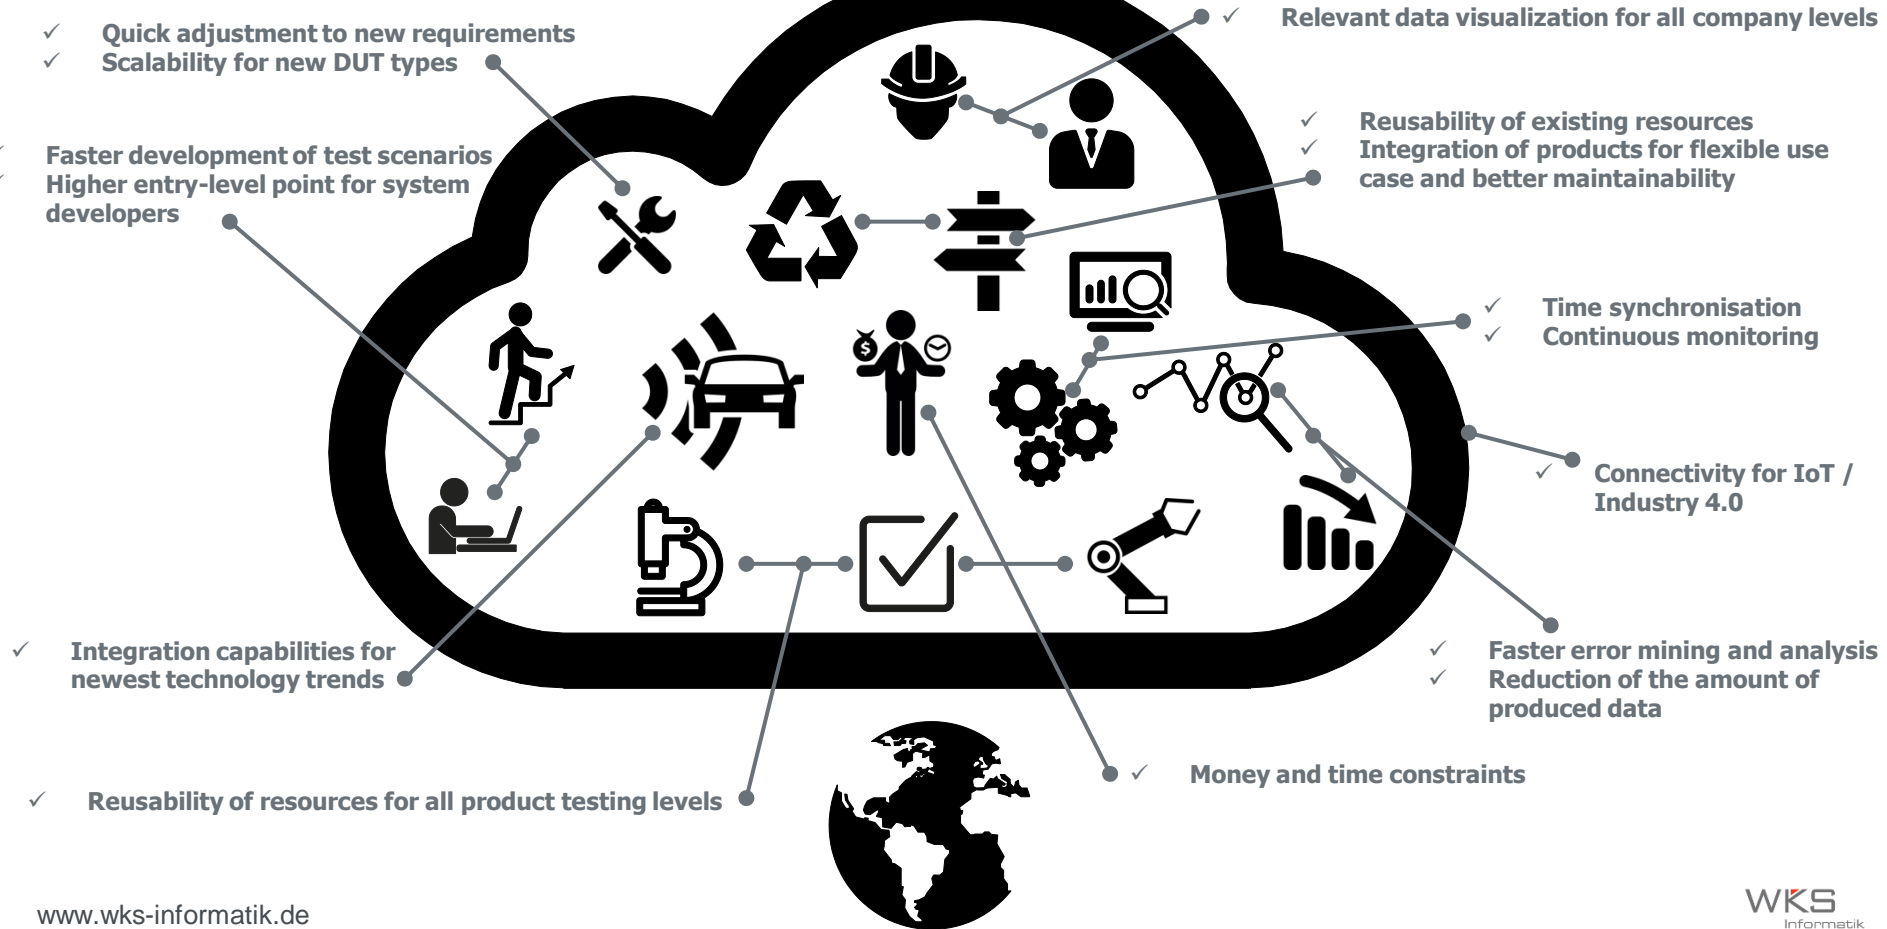 ✓ Quick adjustment to new requirements
✓ Scalability for new DUT types
✓ Faster development of test scenarios
✓ Higher entry-level point for system
developers
✓ Integration capabilities for
newest technology trends
✓ Reusability of resources for all product testing levels
✓ Relevant data visualization for all company levels
✓ Reusability of existing resources
✓ Integration of products for flexible use
case and better maintainability
✓ Time synchronisation
✓ Continuous monitoring
✓ Connectivity for IoT /
Industry 4.0
✓ Faster error mining and analysis
✓ Reduction of the amount of
produced data
✓ Money and time constraints
$
www.wks-informatik.de
WKS
Informatik